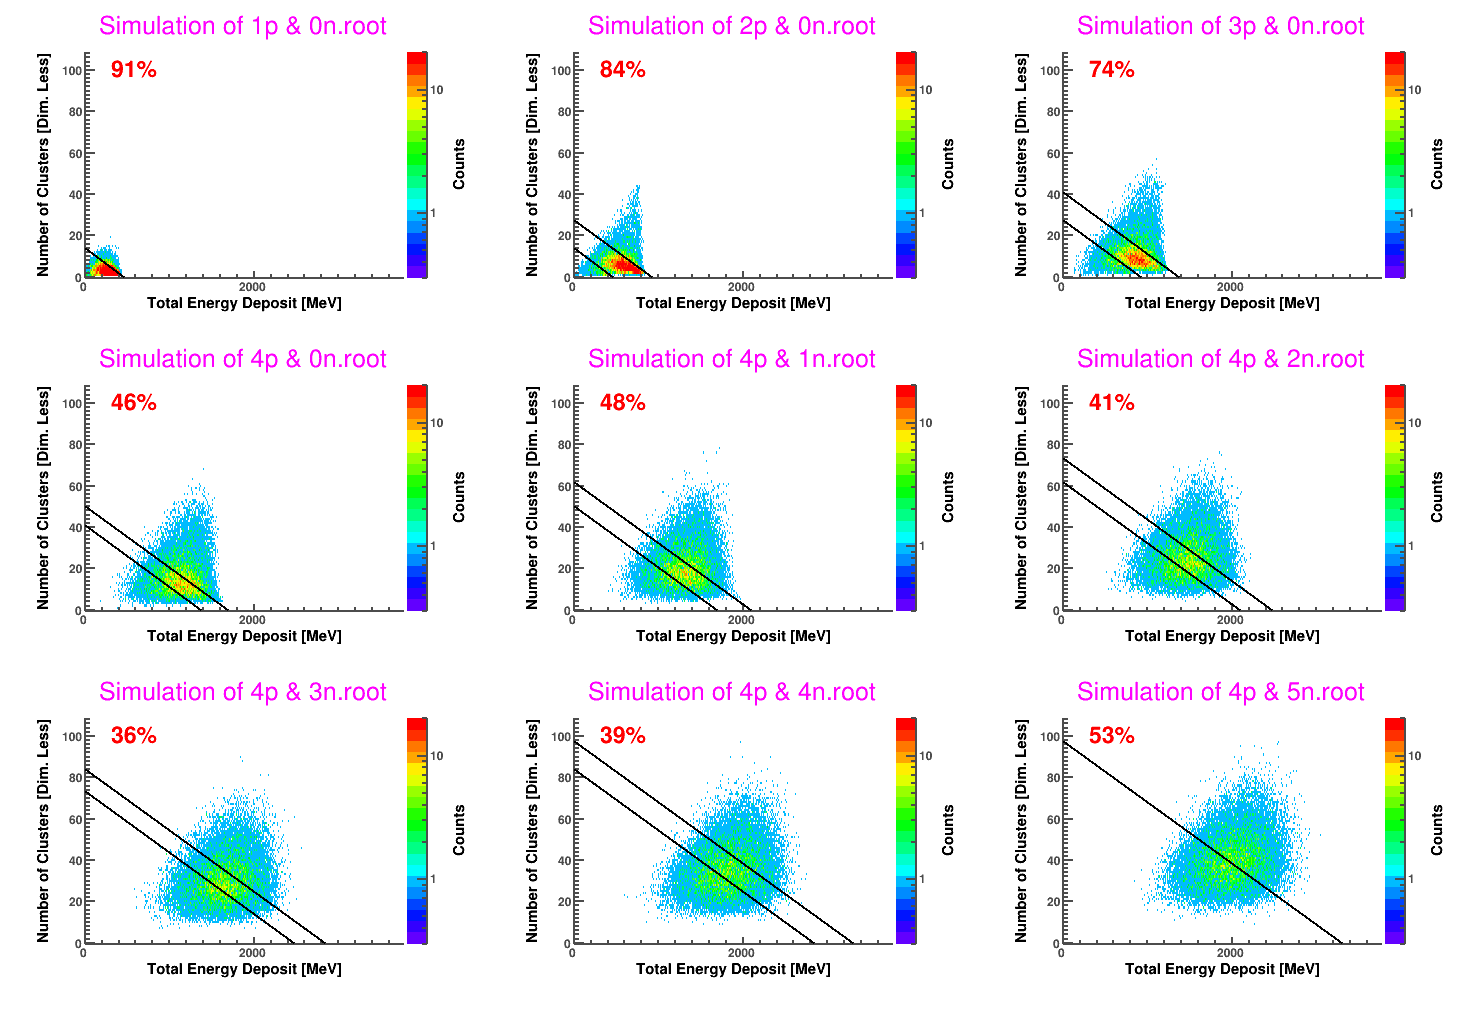 Simulation of 1p & 0n.root
91%
Number of Clusters [Dim. Less]
100
80
60
40
20
0
0
2000
Total Energy Deposit [MeV]
10
1
Counts
Simulation of 2p & 0n.root
84%
Number of Clusters [Dim. Less]
100
80
60
40
20
0
0
2000
Total Energy Deposit [MeV]
10
1
Counts
Simulation of 3p & 0n.root
74%
Number of Clusters [Dim. Less]
100
80
60
40
20
0
0
2000
Total Energy Deposit [MeV]
10
1
Counts
Simulation of 4p & 0n.root
46%
Number of Clusters [Dim. Less]
100
80
60
40
20
0
0
2000
Total Energy Deposit [MeV]
10
1
Counts
Simulation of 4p & 1n.root
48%
Number of Clusters [Dim. Less]
100
80
60
40
20
0
0
2000
Total Energy Deposit [MeV]
10
1
Counts
Simulation of 4p & 2n.root
41%
Number of Clusters [Dim. Less]
100
80
60
40
20
0
0
2000
Total Energy Deposit [MeV]
10
1
Counts
Simulation of 4p & 3n.root
36%
Number of Clusters [Dim. Less]
100
80
60
40
20
0
0
2000
Total Energy Deposit [MeV]
10
1
Counts
Simulation of 4p & 4n.root
39%
Number of Clusters [Dim. Less]
100
80
60
40
20
0
0
2000
Total Energy Deposit [MeV]
10
1
Counts
Simulation of 4p & 5n.root
53%
Number of Clusters [Dim. Less]
100
80
60
40
20
0
0
2000
Total Energy Deposit [MeV]
10
1
Counts